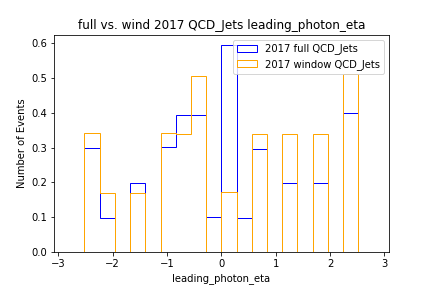 full vs. wind 2017 QCD_Jets leading_photon_eta
2017 full QCD_Jets
2017 window QCD_Jets
Number of Events
0.6
0.5
0.4
0.3
0.2
0.1
0.0
−3 −2 −1 0 1 2 3
leading_photon_eta